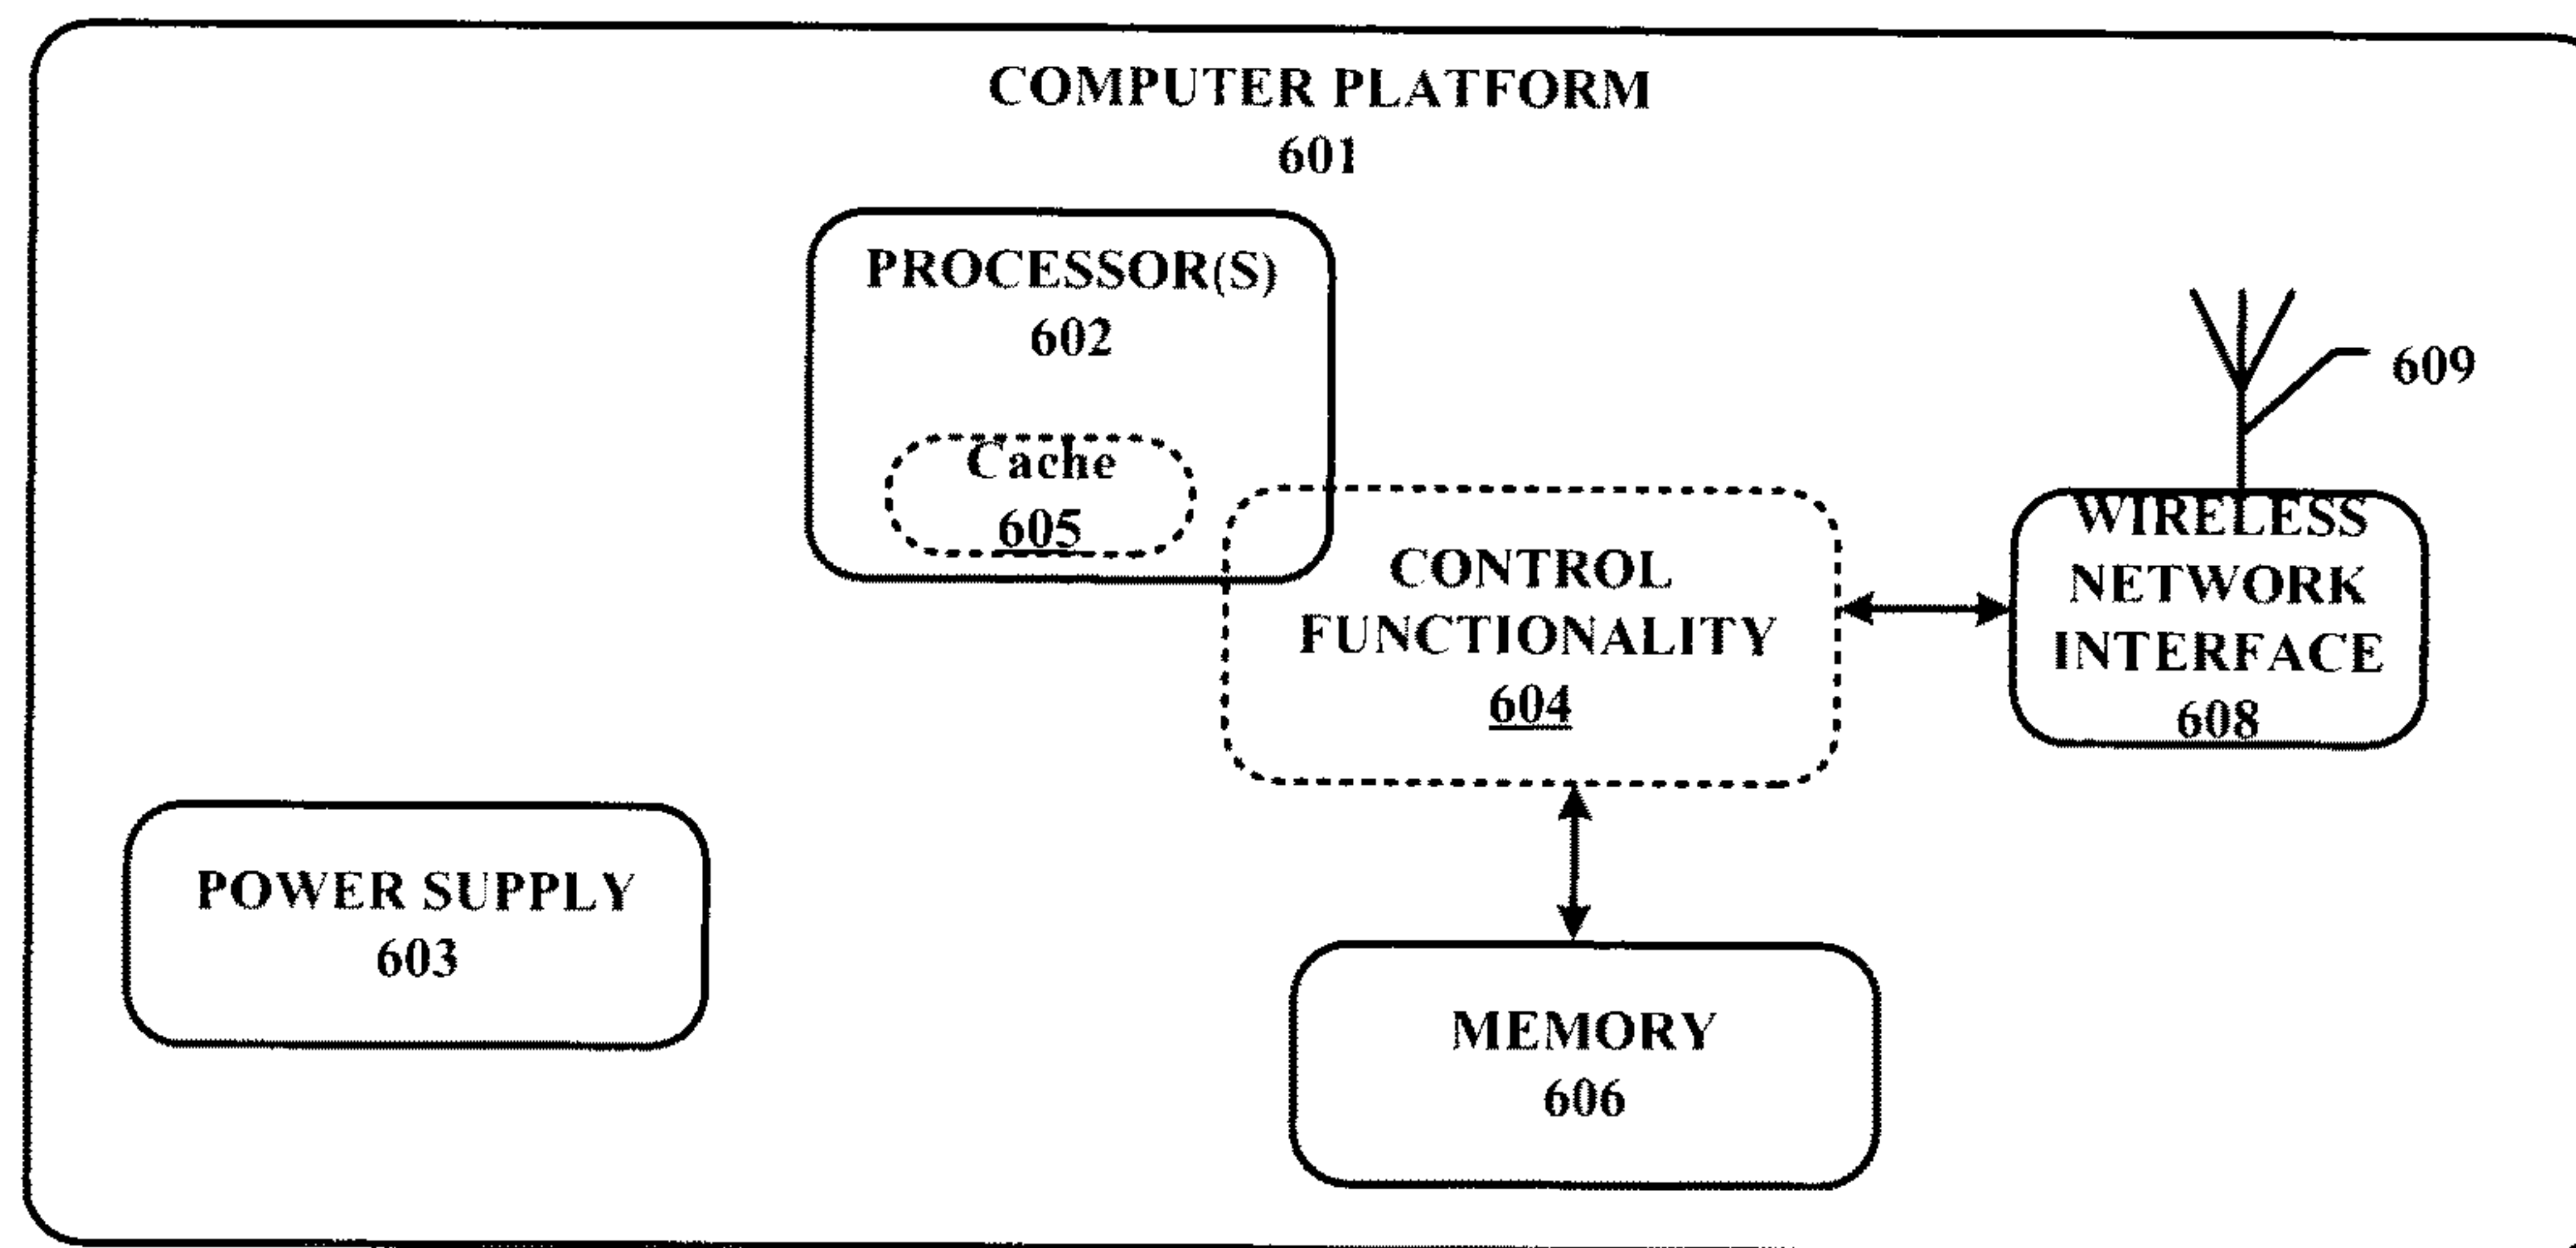 COMPUTER PLATFORM
601
PROCESSOR(S)
602
Cache
605
609
CONTROL
FUNCTIONALITY
604
WIRELESS
NETWORK
INTERFACE
608
POWER SUPPLY
603
MEMORY
606